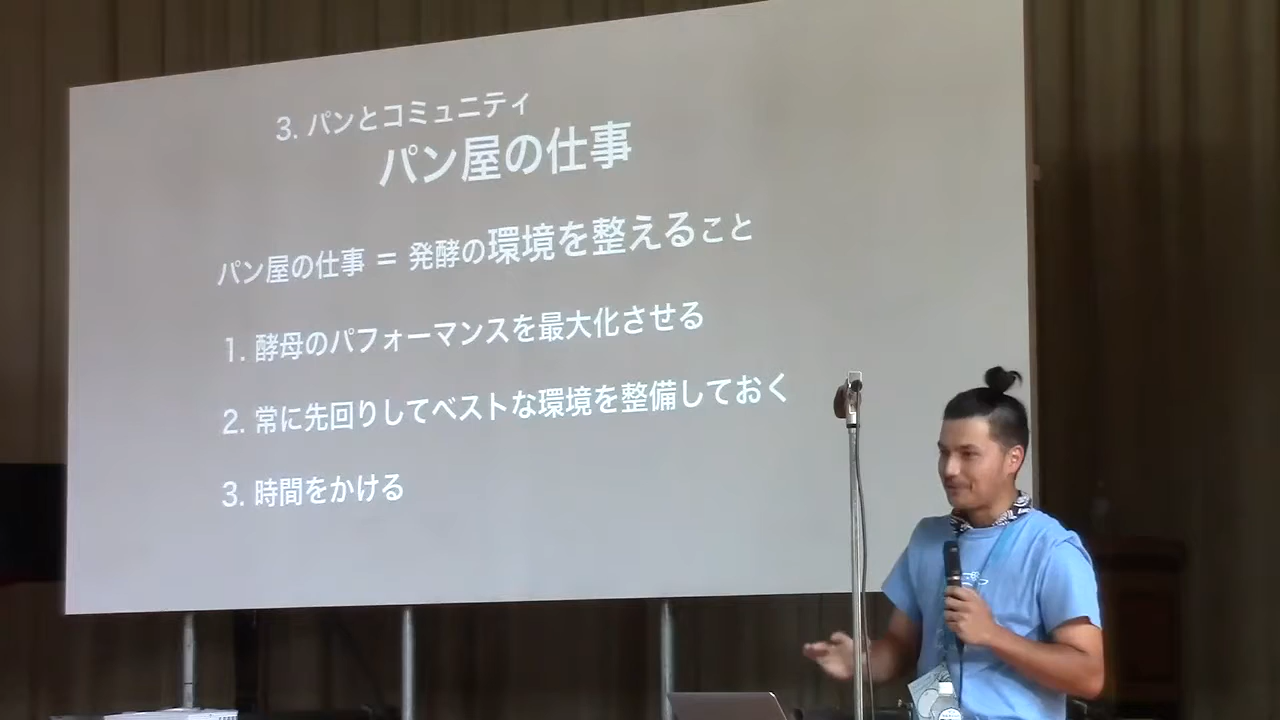 3. パンとコミュニティ
パン屋の仕事
パン屋の仕事 = 発酵の環境を整えること
1. 酵母のパフォーマンスを最大化させる
2. 常に先回りしてベストな環境を整備しておく
3. 時間をかける